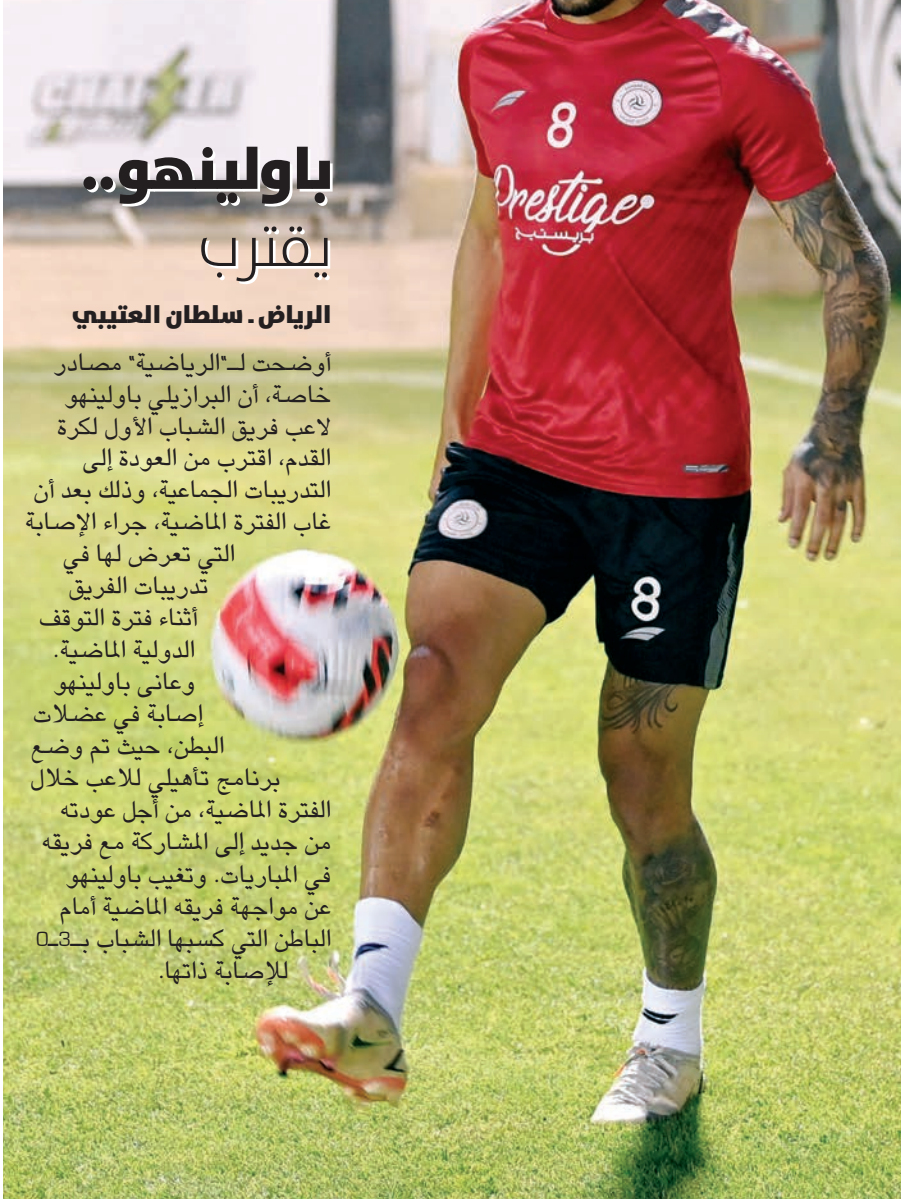 باولينهو..
يقترب
الرياض ـ سلطان العتيبي
أوضحت لــ"الرياضية" مصادر
خاصة، أن البرازيلي باولينهو
لاعب فريق الشباب الأول لكرة
القدم، اقترب من العودة إلى
التدريبات الجماعية، وذلك بعد أن
غاب الفترة الماضية، جراء الإصابة
التي تعرض لها في
تدريبات الفريق
أثناء فترة التوقف
الدولية الماضية.
وعانى باولينهو
إصابة في عضلات
البطن، حيث تم وضع
برنامج تأهيلي للاعب خلال
الفترة الماضية، من أجل عودته
من جديد إلى المشاركة مع فريقه
في المباريات. وتغيب باولينهو
عن مواجهة فريقه الماضية أمام
الباطن التي كسبها الشباب بــ3ـ0
للإصابة ذاتها.
8
Prestige
بريستيج
8